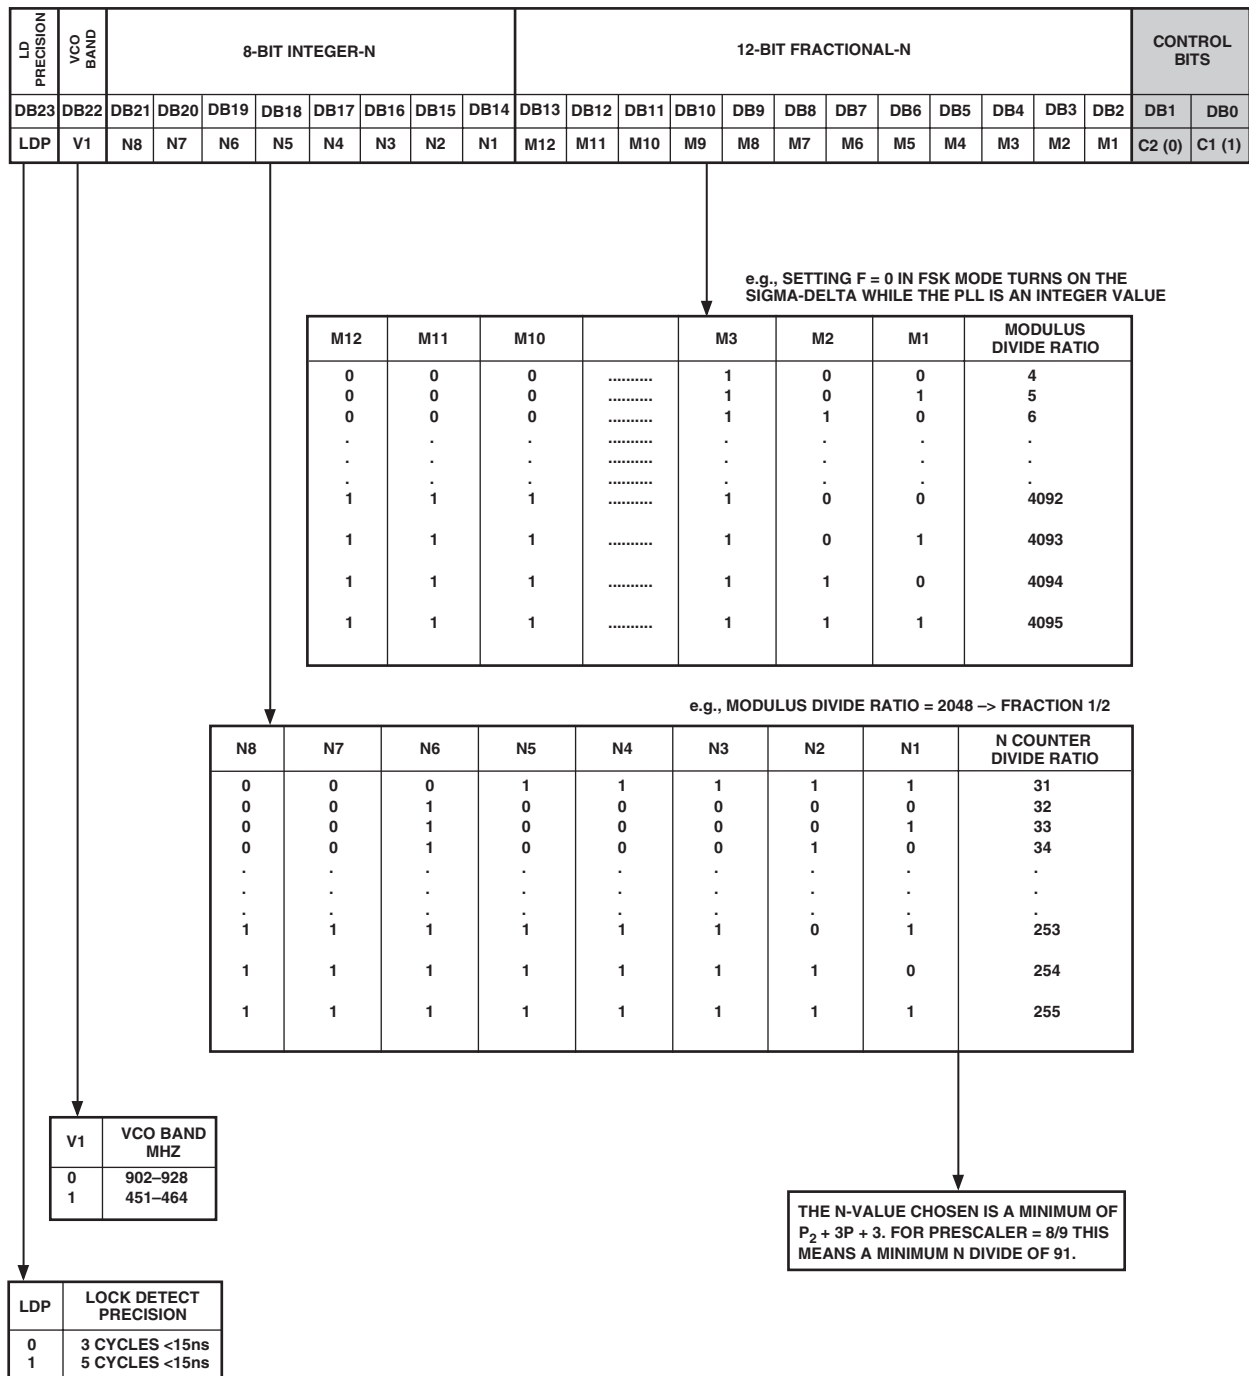 LD PRECISION
VCO BAND
8-BIT INTEGER-N
12-BIT FRACTIONAL-N
CONTROL BITS
DB23 DB22 DB21 DB20 DB19 DB18 DB17 DB16 DB15 DB14 DB13 DB12 DB11 DB10 DB9 DB8 DB7 DB6 DB5 DB4 DB3 DB2 DB1 DB0
LDP V1 N8 N7 N6 N5 N4 N3 N2 N1 M12 M11 M10 M9 M8 M7 M6 M5 M4 M3 M2 M1 C2 (0) C1 (1)
e.g., SETTING F = 0 IN FSK MODE TURNS ON THE
SIGMA-DELTA WHILE THE PLL IS AN INTEGER VALUE
M12 M11 M10 M3 M2 M1 MODULUS DIVIDE RATIO
0 0 0 .......... 1 0 0 4
0 0 0 .......... 1 0 1 5
0 0 0 .......... 1 1 0 6
. . . .......... . . . .
. . . .......... . . . .
. . . .......... . . . .
1 1 1 .......... 1 0 0 4092
1 1 1 .......... 1 0 1 4093
1 1 1 .......... 1 1 0 4094
1 1 1 .......... 1 1 1 4095
e.g., MODULUS DIVIDE RATIO = 2048 –> FRACTION 1/2
N8 N7 N6 N5 N4 N3 N2 N1 N COUNTER DIVIDE RATIO
0 0 0 1 1 1 1 1 31
0 0 1 0 0 0 0 0 32
0 0 1 0 0 0 0 1 33
0 0 1 0 0 0 1 0 34
. . . . . . . . .
. . . . . . . . .
. . . . . . . . .
1 1 1 1 1 1 0 1 253
1 1 1 1 1 1 1 0 254
1 1 1 1 1 1 1 1 255
V1 VCO BAND MHZ
0 902–928
1 451–464
THE N-VALUE CHOSEN IS A MINIMUM OF
P2 + 3P + 3. FOR PRESCALER = 8/9 THIS
MEANS A MINIMUM N DIVIDE OF 91.
LDP LOCK DETECT PRECISION
0 3 CYCLES <15ns
1 5 CYCLES <15ns